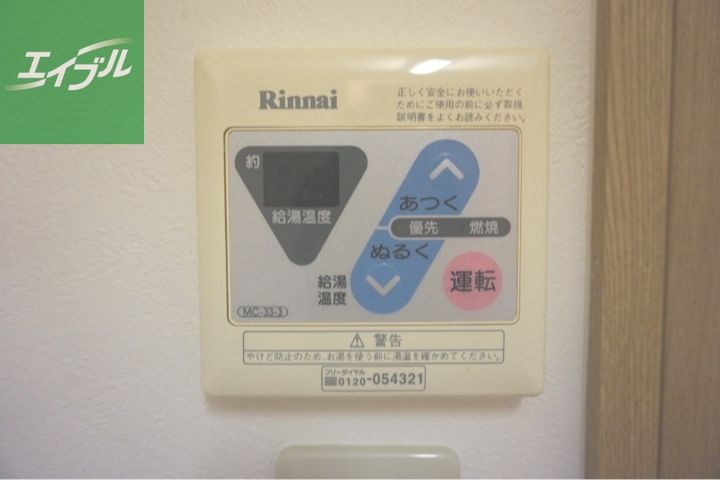 エイブル
Rinnai
正しく安全にお使いいただく
ためにご使用の前に必ず取扱
説明書をよくお読みください。
約
給湯温度
あつく
優先 燃焼
ぬるく
給湯
温度
運転
MC-33-3
⚠ 警告
やけど防止のため、お湯を使う前に湯温を確かめてください。
フリーダイヤル
0120-054321